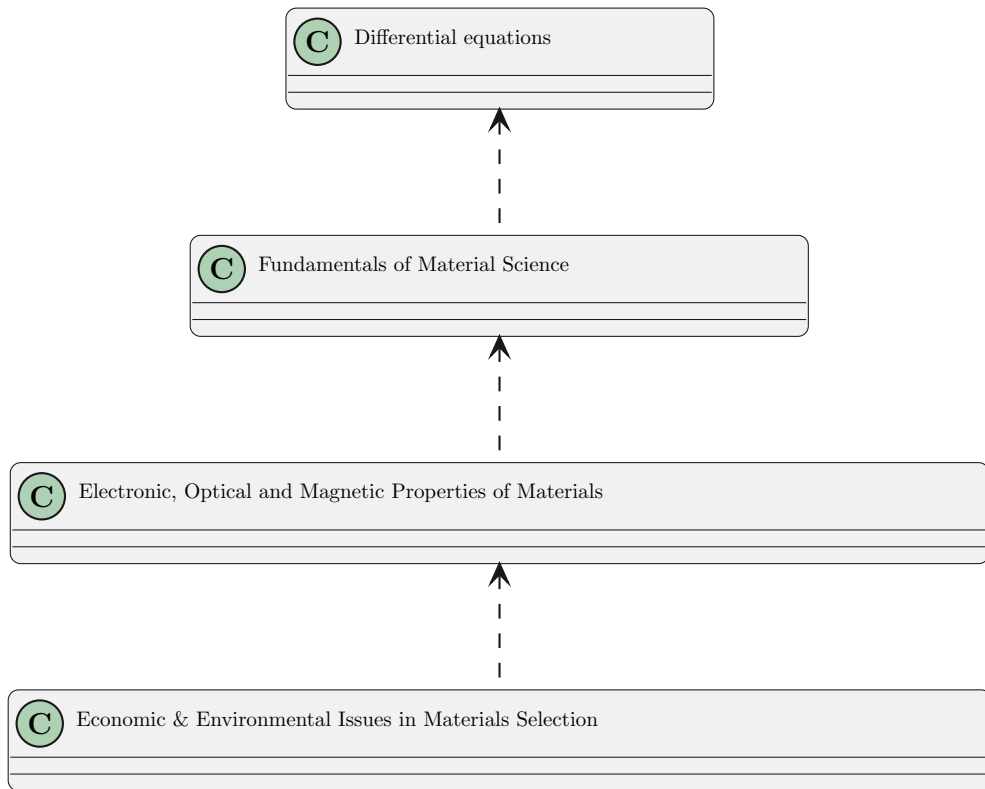 C Differential equations
C Fundamentals of Material Science
C Electronic, Optical and Magnetic Properties of Materials
C Economic & Environmental Issues in Materials Selection